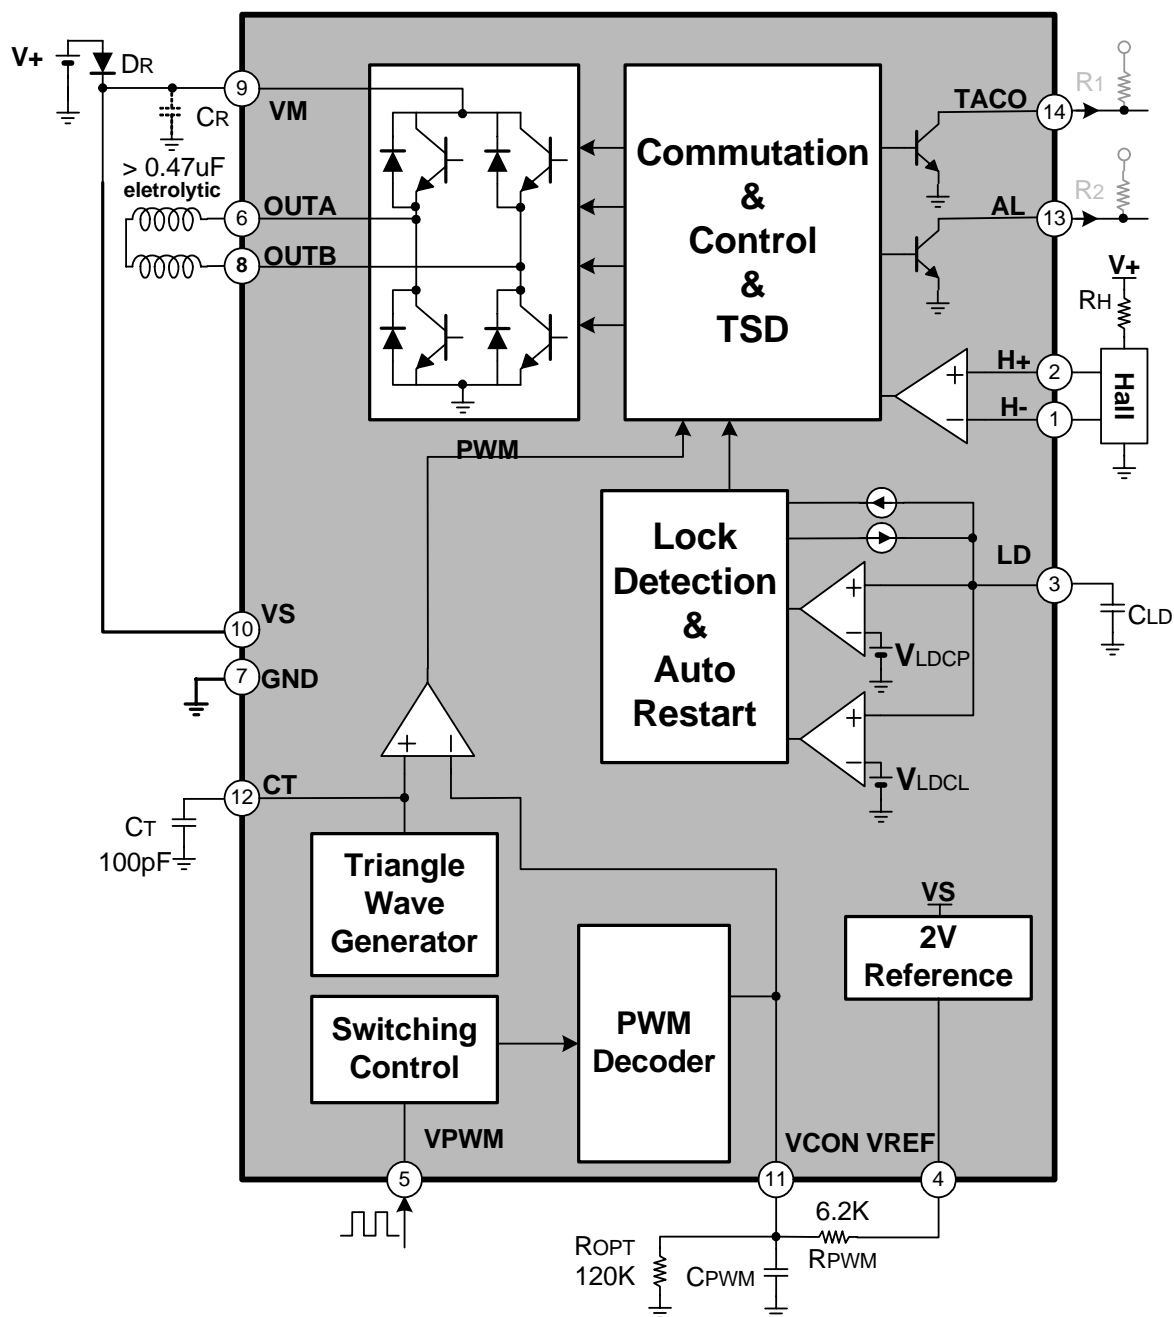 V+
DR
9
VM
CR
> 0.47uF
eletrolytic
6
OUTA
8
OUTB
Commutation
&
Control
&
TSD
TACO
14
R1
AL
13
R2
V+
RH
H+
2
H-
1
Hall
PWM
Lock
Detection
&
Auto
Restart
LD
3
CLD
VLDCP
VLDCL
VS
10
7
GND
CT
12
CT
100pF
Triangle
Wave
Generator
Switching
Control
PWM
Decoder
VS
2V
Reference
VPWM
5
VCON VREF
11
4
6.2K
RPWM
ROPT
120K
CPWM